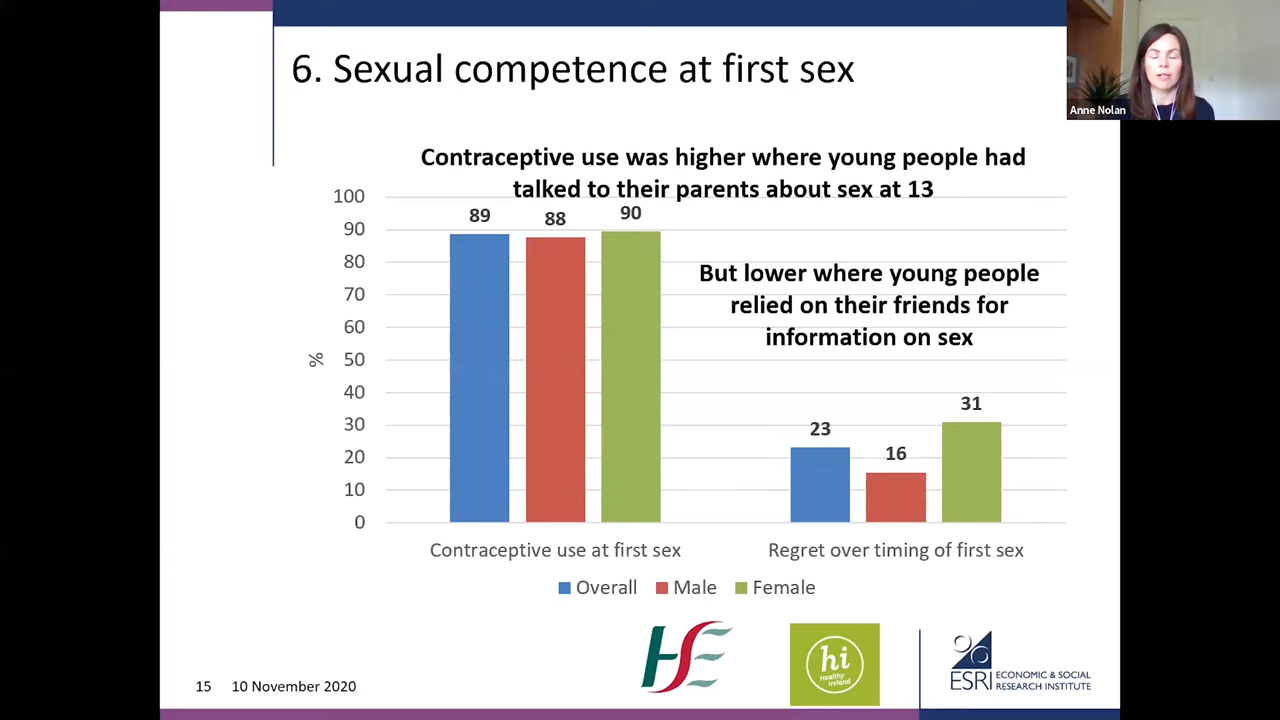 6. Sexual competence at first sex
Anne Nolan
Contraceptive use was higher where young people had
talked to their parents about sex at 13
But lower where young people
relied on their friends for
information on sex
%
100
90
80
70
60
50
40
30
20
10
0
89
88
90
23
16
31
Contraceptive use at first sex
Regret over timing of first sex
Overall
Male
Female
HSE
hi
Healthy
Ireland
ESRI
ECONOMIC & SOCIAL
RESEARCH INSTITUTE
15
10 November 2020